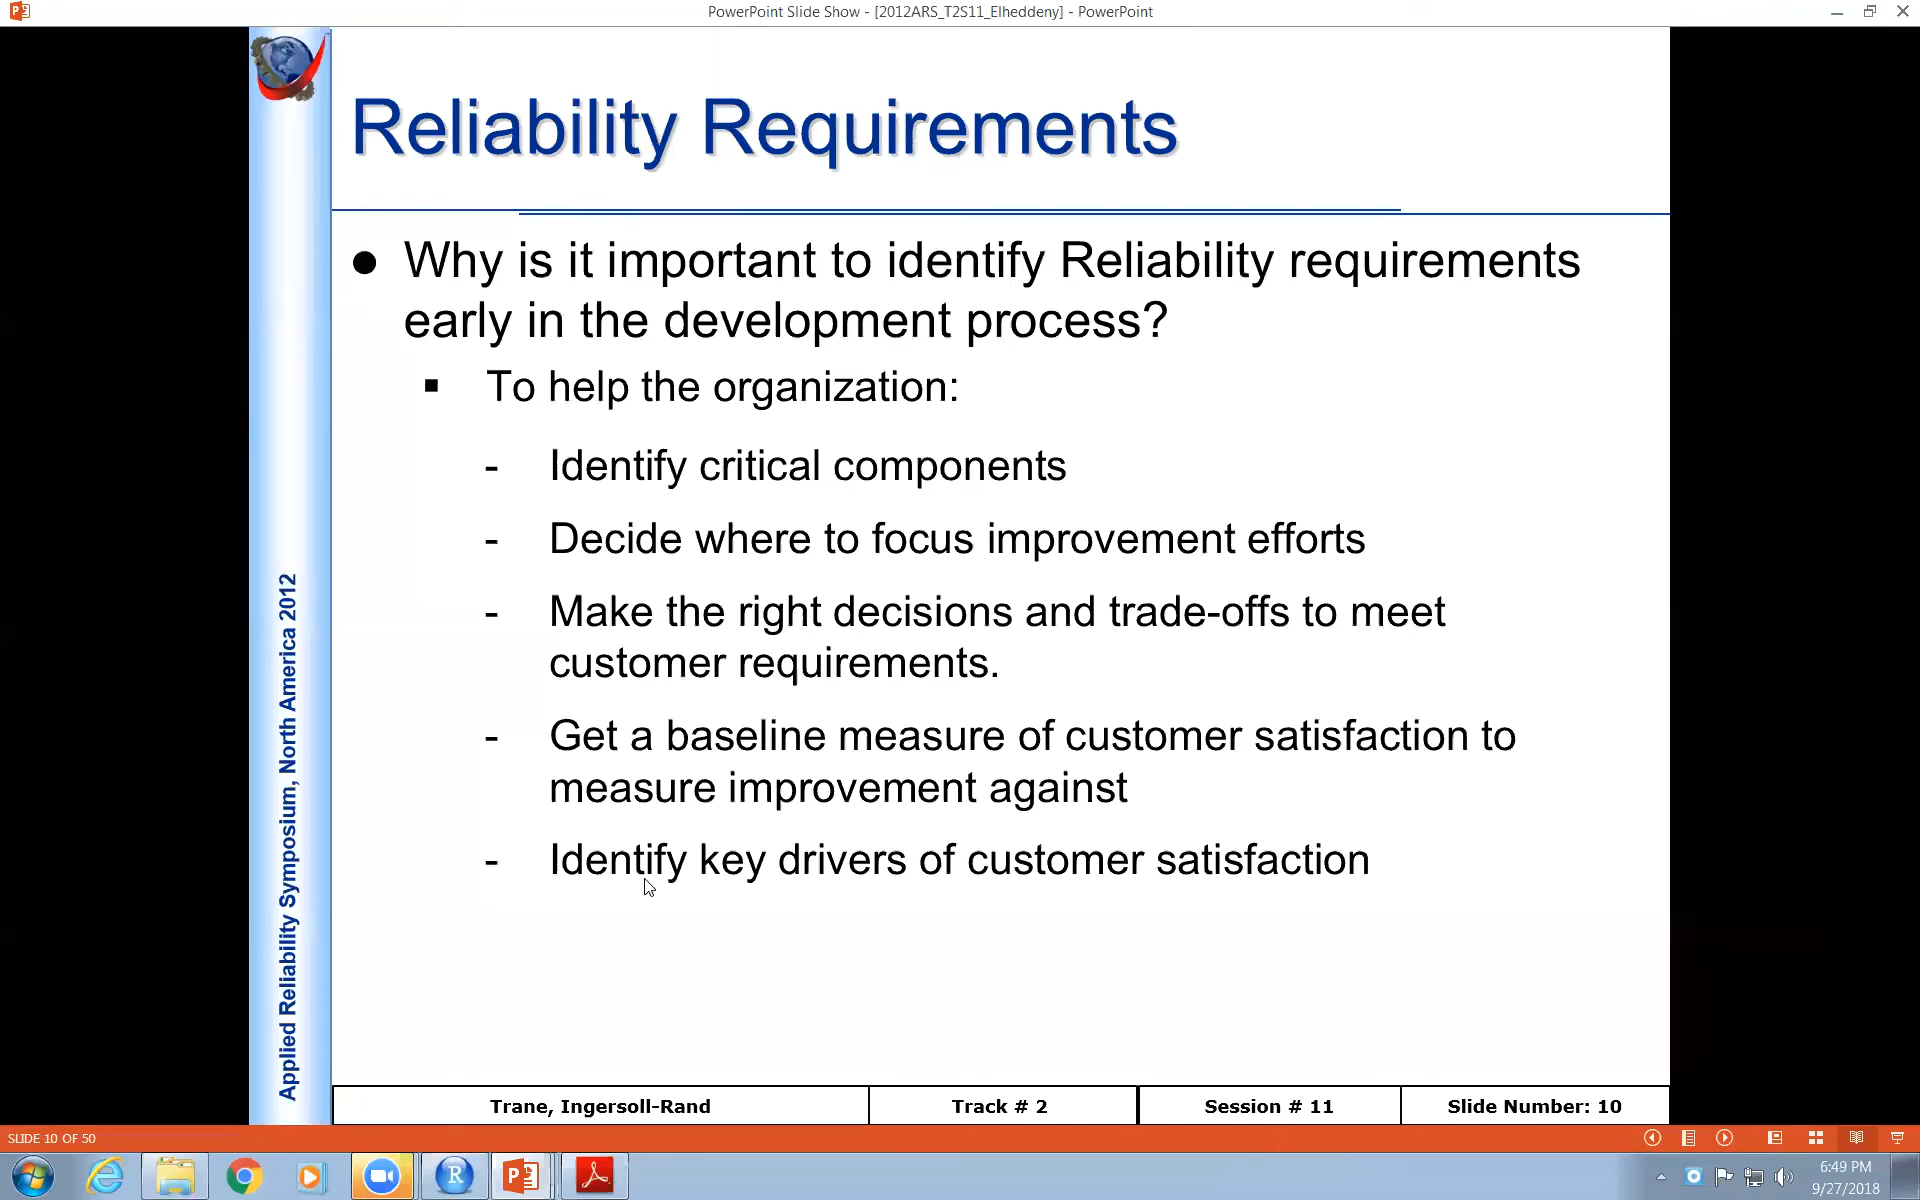 PowerPoint Slide Show - [2012ARS_T2S11_Elheddeny] - PowerPoint
Reliability Requirements
● Why is it important to identify Reliability requirements
early in the development process?
▪ To help the organization:
- Identify critical components
- Decide where to focus improvement efforts
- Make the right decisions and trade-offs to meet
customer requirements.
- Get a baseline measure of customer satisfaction to
measure improvement against
- Identify key drivers of customer satisfaction
Applied Reliability Symposium, North America 2012
Trane, Ingersoll-Rand
Track # 2
Session # 11
Slide Number: 10
SLIDE 10 OF 50
6:49 PM
9/27/2018